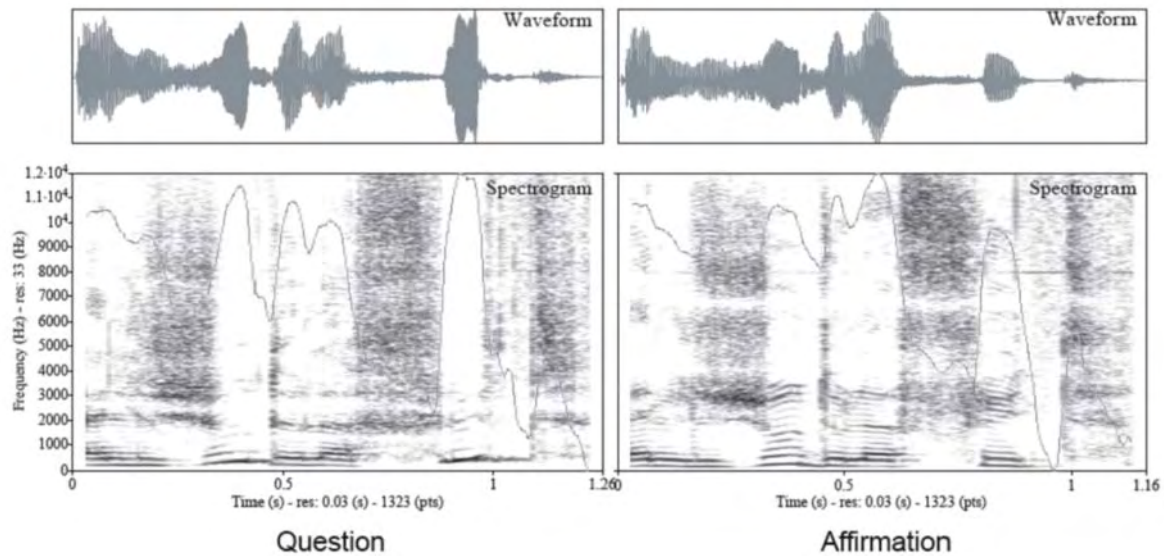 Waveform
Waveform
Spectrogram
Spectrogram
Frequency (Hz) - res: 33 (Hz)
1.2·10⁴
1.1·10⁴
10⁴
9000
8000
7000
6000
5000
4000
3000
2000
1000
0
0 0.5 1 1.26
0.5 1 1.16
Time (s) - res: 0.03 (s) - 1323 (pts)
Time (s) - res: 0.03 (s) - 1323 (pts)
Question
Affirmation